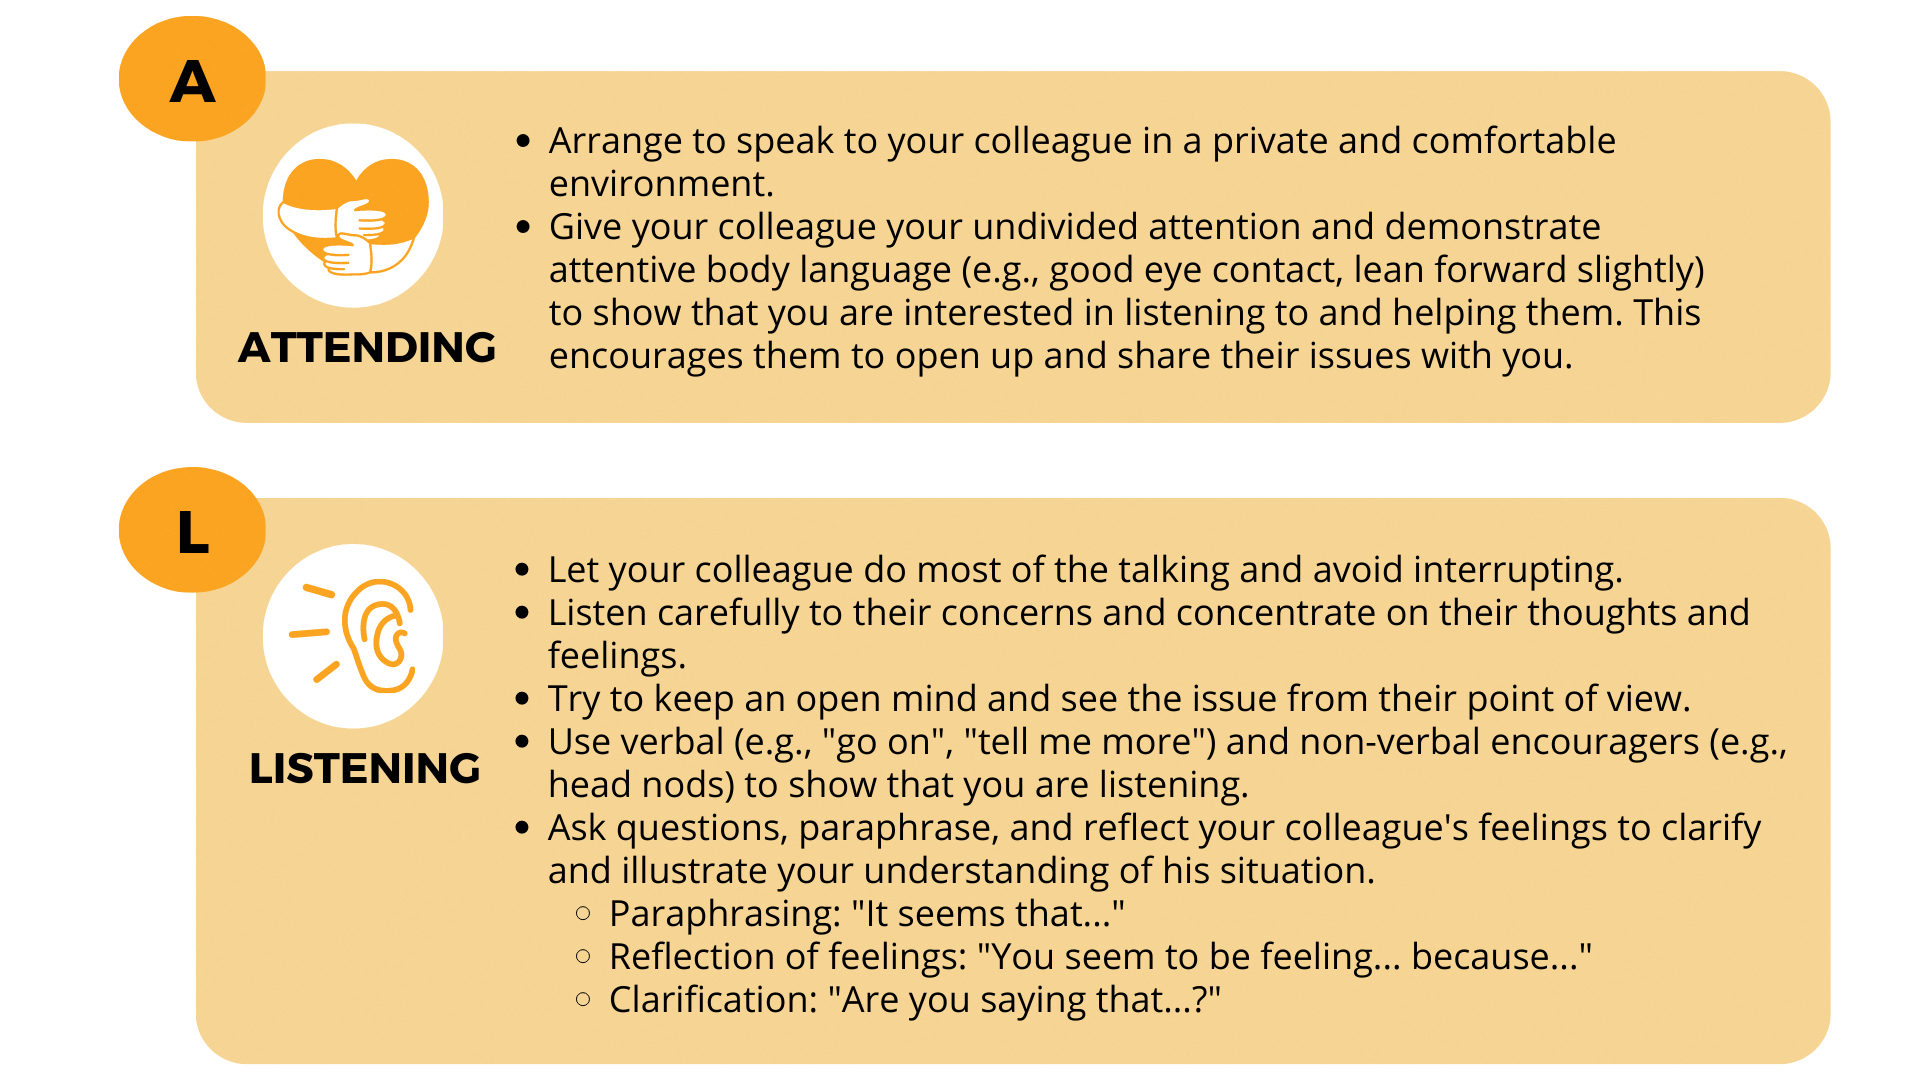 A
• Arrange to speak to your colleague in a private and comfortable
environment.
• Give your colleague your undivided attention and demonstrate
attentive body language (e.g., good eye contact, lean forward slightly)
to show that you are interested in listening to and helping them. This
encourages them to open up and share their issues with you.
ATTENDING
L
• Let your colleague do most of the talking and avoid interrupting.
• Listen carefully to their concerns and concentrate on their thoughts and
feelings.
• Try to keep an open mind and see the issue from their point of view.
• Use verbal (e.g., "go on", "tell me more") and non-verbal encouragers (e.g.,
head nods) to show that you are listening.
• Ask questions, paraphrase, and reflect your colleague's feelings to clarify
and illustrate your understanding of his situation.
○ Paraphrasing: "It seems that..."
○ Reflection of feelings: "You seem to be feeling... because..."
○ Clarification: "Are you saying that...?"
LISTENING